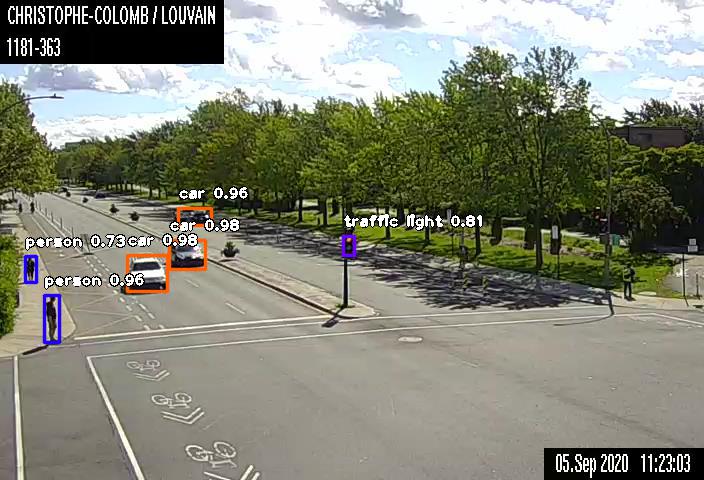 CHRISTOPHE-COLOMB / LOUVAIN
1181-363
car 0.96
traffic light 0.81
car 0.98
person 0.73
car 0.98
person 0.96
05.Sep 2020 11:23:03